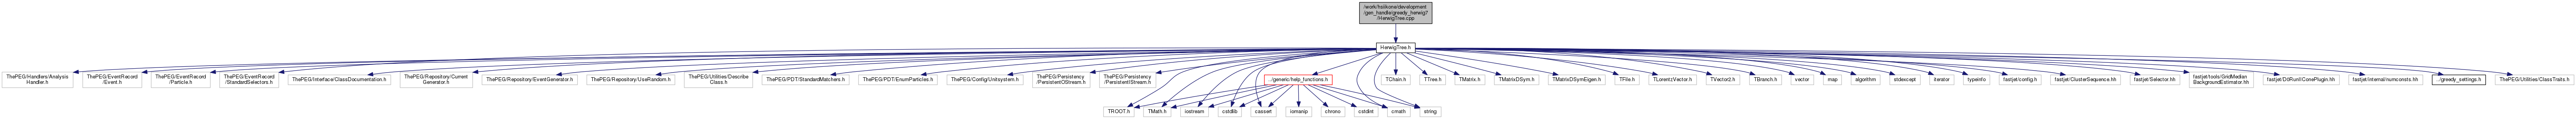 /work/hsilkone/development
/gen_handle/greedy_herwig7
/HerwigTree.cpp
HerwigTree.h
ThePEG/Handlers/Analysis
Handler.h
ThePEG/EventRecord
/Event.h
ThePEG/EventRecord
/Particle.h
ThePEG/EventRecord
/StandardSelectors.h
ThePEG/Interface/ClassDocumentation.h
ThePEG/Repository/Current
Generator.h
ThePEG/Repository/EventGenerator.h
ThePEG/Repository/UseRandom.h
ThePEG/Utilities/Describe
Class.h
ThePEG/PDT/StandardMatchers.h
ThePEG/PDT/EnumParticles.h
ThePEG/Config/Unitsystem.h
ThePEG/Persistency
/PersistentOStream.h
ThePEG/Persistency
/PersistentIStream.h
../generic/help_functions.h
TChain.h
TTree.h
TMatrix.h
TMatrixDSym.h
TMatrixDSymEigen.h
TFile.h
TLorentzVector.h
TVector2.h
TBranch.h
vector
map
algorithm
stdexcept
iterator
typeinfo
fastjet/config.h
fastjet/ClusterSequence.hh
fastjet/Selector.hh
fastjet/tools/GridMedian
BackgroundEstimator.hh
fastjet/D0RunIIConePlugin.hh
fastjet/internal/numconsts.hh
./greedy_settings.h
ThePEG/Utilities/ClassTraits.h
TROOT.h
TMath.h
iostream
cstdlib
cassert
iomanip
chrono
cstdint
cmath
string